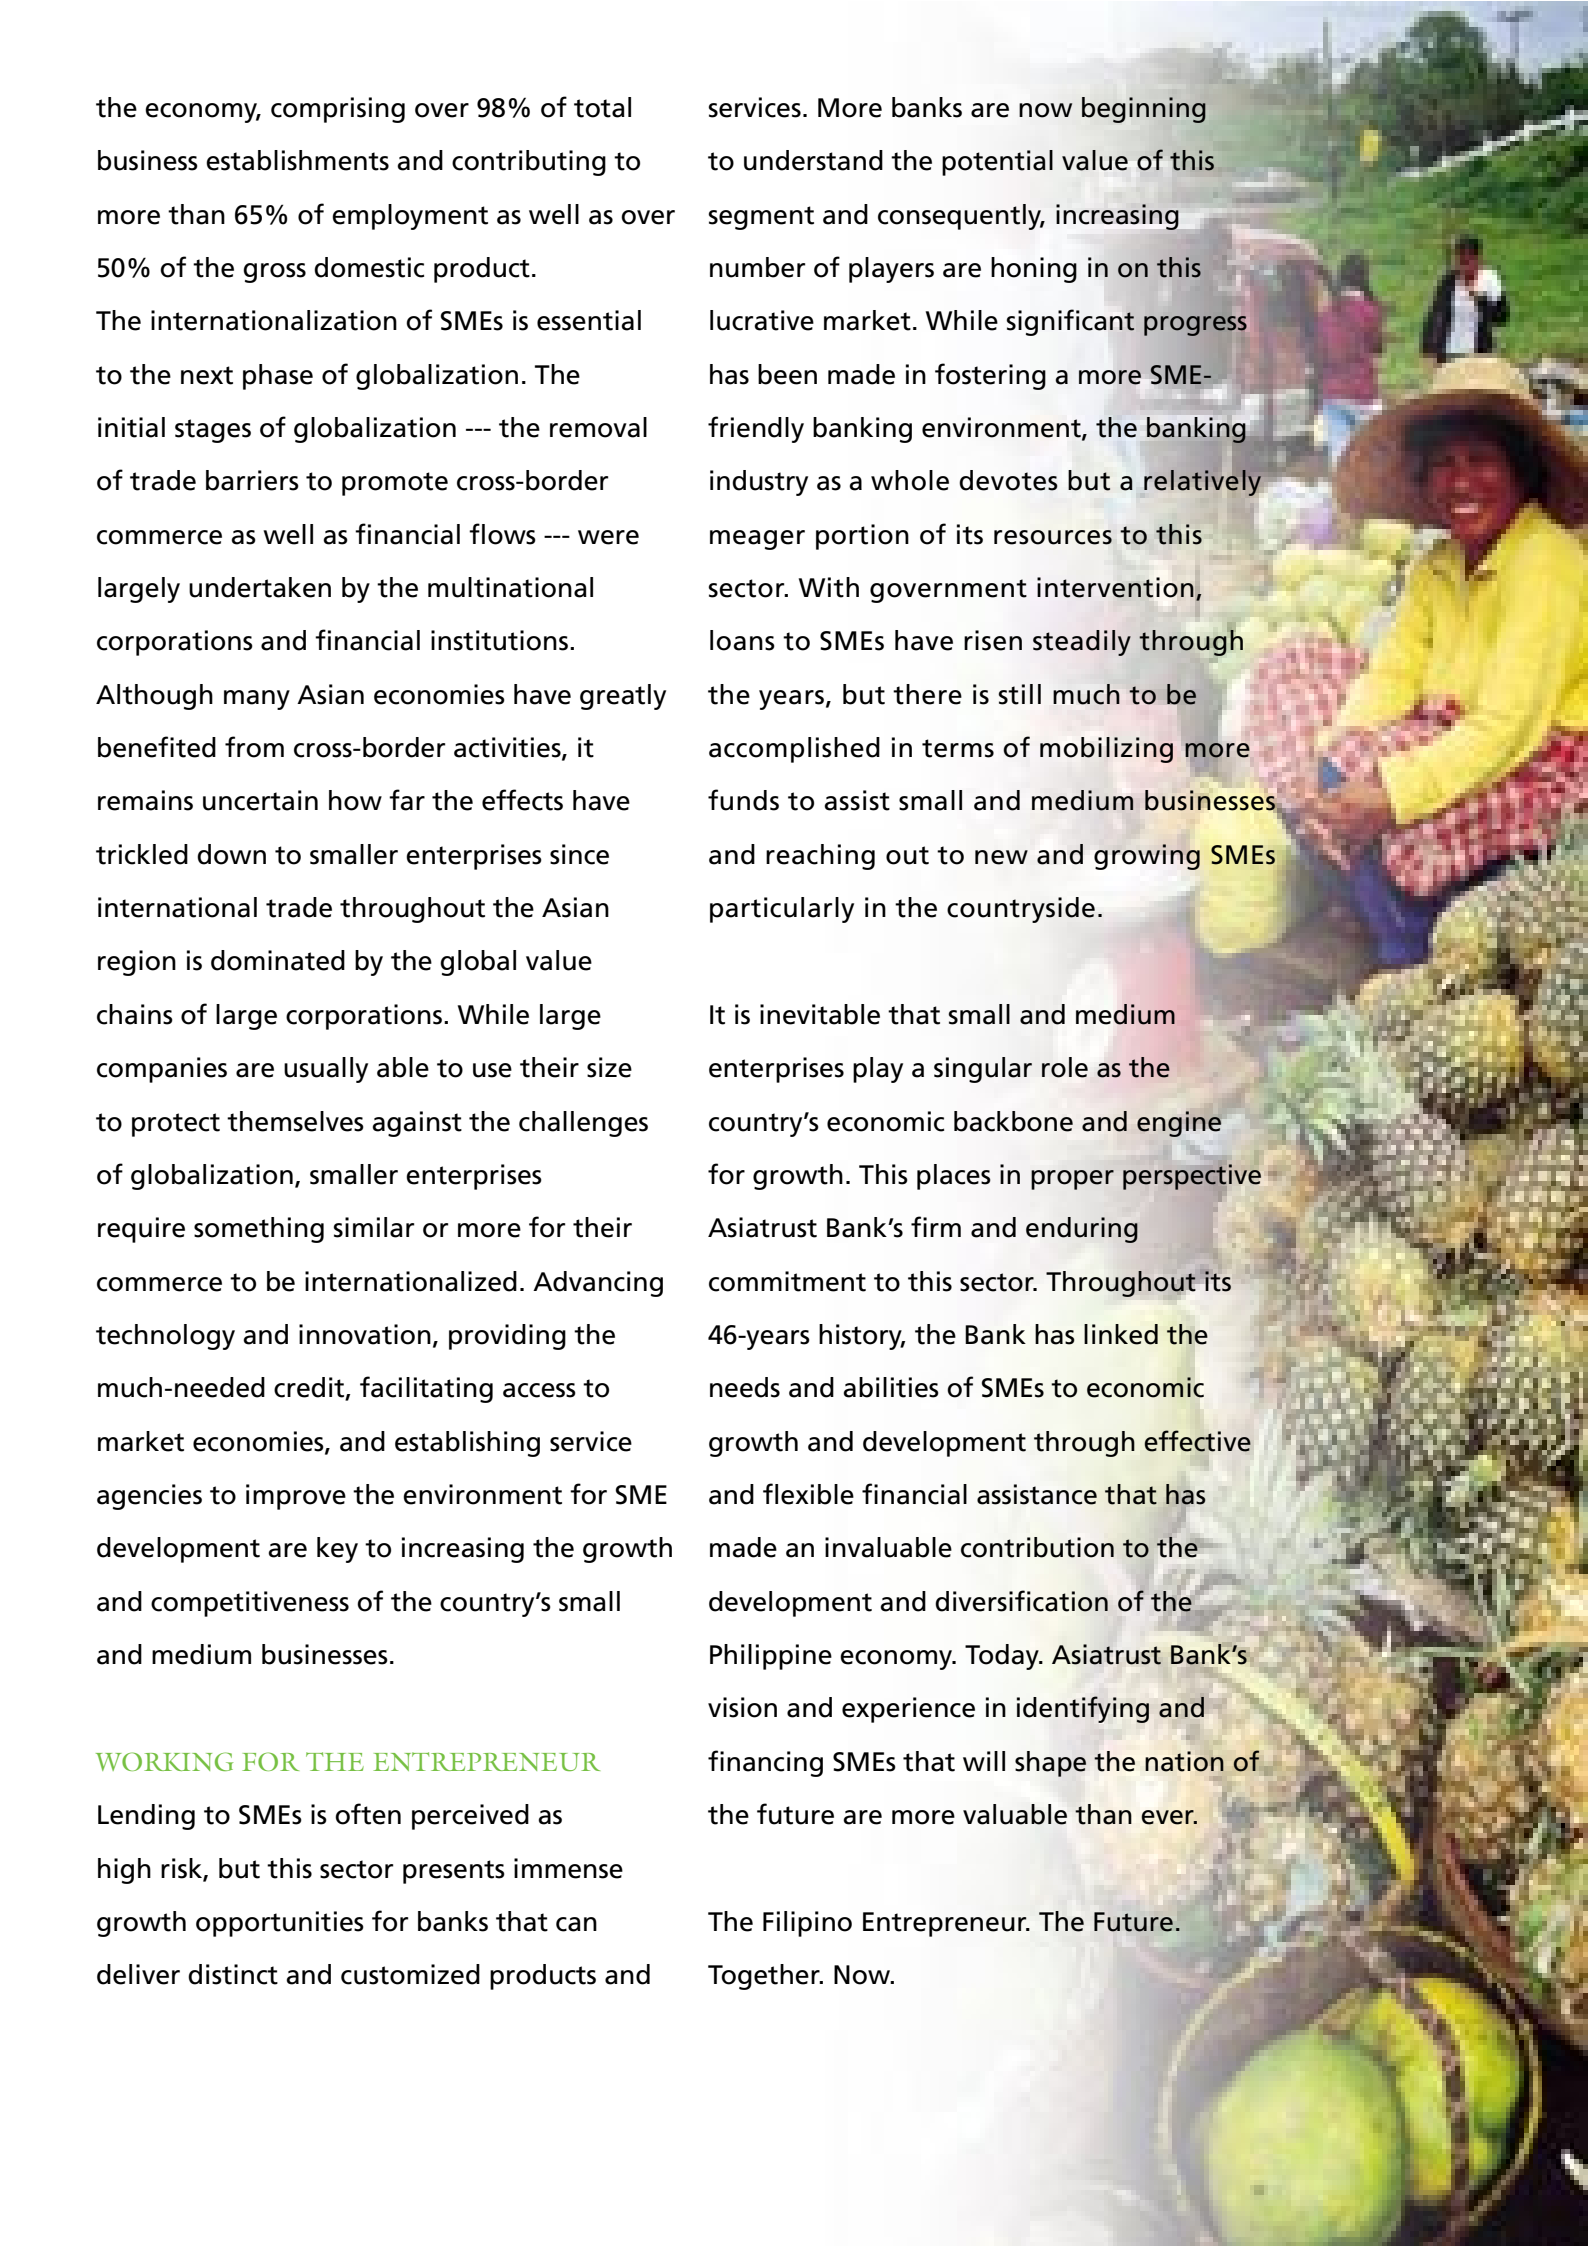 the economy, comprising over 98% of total
business establishments and contributing to
more than 65% of employment as well as over
50% of the gross domestic product.
The internationalization of SMEs is essential
to the next phase of globalization. The
initial stages of globalization --- the removal
of trade barriers to promote cross-border
commerce as well as financial flows --- were
largely undertaken by the multinational
corporations and financial institutions.
Although many Asian economies have greatly
benefited from cross-border activities, it
remains uncertain how far the effects have
trickled down to smaller enterprises since
international trade throughout the Asian
region is dominated by the global value
chains of large corporations. While large
companies are usually able to use their size
to protect themselves against the challenges
of globalization, smaller enterprises
require something similar or more for their
commerce to be internationalized. Advancing
technology and innovation, providing the
much-needed credit, facilitating access to
market economies, and establishing service
agencies to improve the environment for SME
development are key to increasing the growth
and competitiveness of the country’s small
and medium businesses.
WORKING FOR THE ENTREPRENEUR
Lending to SMEs is often perceived as
high risk, but this sector presents immense
growth opportunities for banks that can
deliver distinct and customized products and
services. More banks are now beginning
to understand the potential value of this
segment and consequently, increasing
number of players are honing in on this
lucrative market. While significant progress
has been made in fostering a more SME-
friendly banking environment, the banking
industry as a whole devotes but a relatively
meager portion of its resources to this
sector. With government intervention,
loans to SMEs have risen steadily through
the years, but there is still much to be
accomplished in terms of mobilizing more
funds to assist small and medium businesses
and reaching out to new and growing SMEs
particularly in the countryside.
It is inevitable that small and medium
enterprises play a singular role as the
country’s economic backbone and engine
for growth. This places in proper perspective
Asiatrust Bank’s firm and enduring
commitment to this sector. Throughout its
46-years history, the Bank has linked the
needs and abilities of SMEs to economic
growth and development through effective
and flexible financial assistance that has
made an invaluable contribution to the
development and diversification of the
Philippine economy. Today. Asiatrust Bank’s
vision and experience in identifying and
financing SMEs that will shape the nation of
the future are more valuable than ever.
The Filipino Entrepreneur. The Future.
Together. Now.